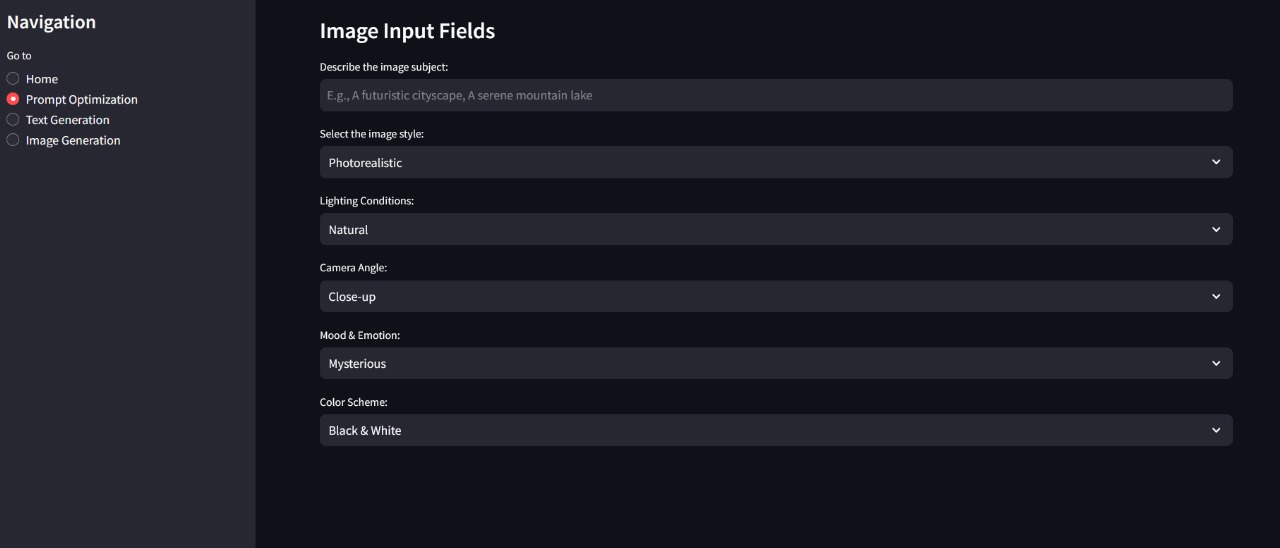 Navigation
Go to
Home
Prompt Optimization
Text Generation
Image Generation
Image Input Fields
Describe the image subject:
E.g., A futuristic cityscape, A serene mountain lake
Select the image style:
Photorealistic
Lighting Conditions:
Natural
Camera Angle:
Close-up
Mood & Emotion:
Mysterious
Color Scheme:
Black & White